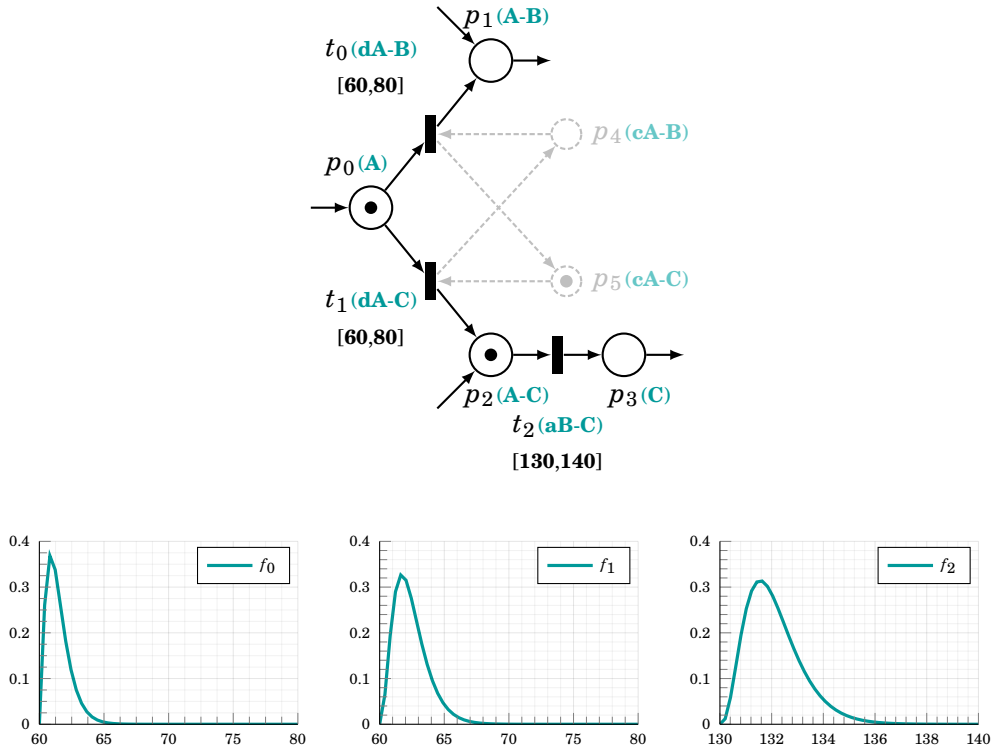 p1 (A-B)
t0 (dA-B)
[60,80]
p4 (cA-B)
p0 (A)
p5 (cA-C)
t1 (dA-C)
[60,80]
p2 (A-C)
p3 (C)
t2 (aB-C)
[130,140]
0.4
0.3
0.2
0.1
0
60 65 70 75 80
f0
0.4
0.3
0.2
0.1
0
60 65 70 75 80
f1
0.4
0.3
0.2
0.1
0
130 132 134 136 138 140
f2